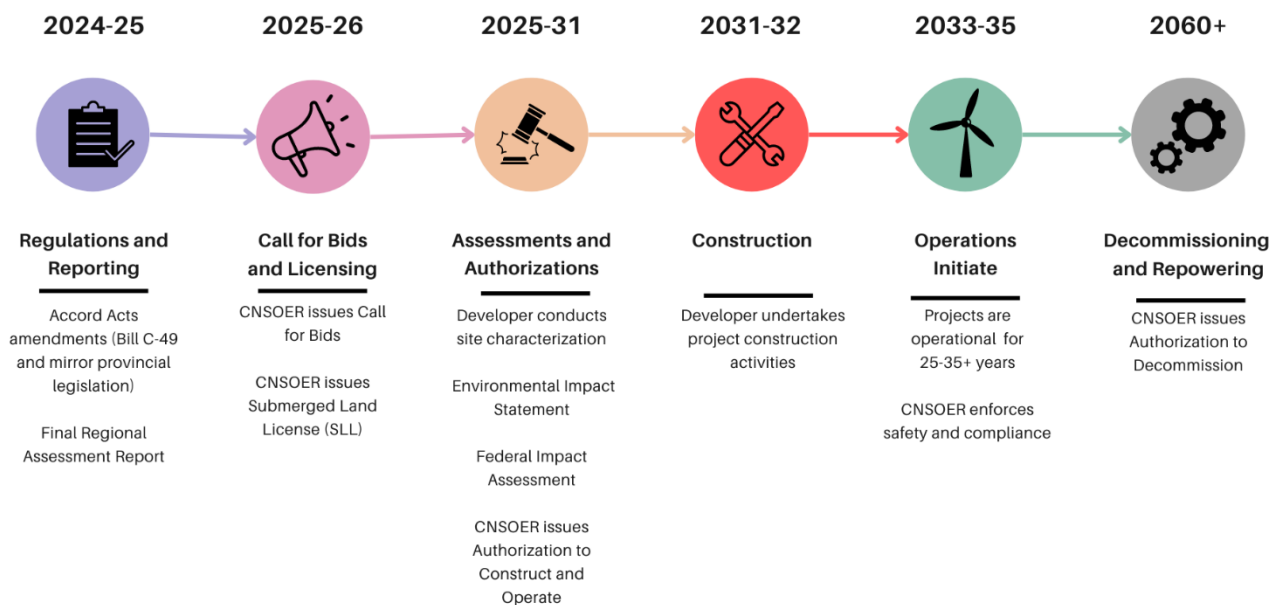 2024-25
2025-26
2025-31
2031-32
2033-35
2060+
Regulations and
Reporting
Accord Acts
amendments (Bill C-49
and mirror provincial
legislation)
Final Regional
Assessment Report
Call for Bids
and Licensing
CNSOER issues Call
for Bids
CNSOER issues
Submerged Land
License (SLL)
Assessments and
Authorizations
Developer conducts
site characterization
Environmental Impact
Statement
Federal Impact
Assessment
CNSOER issues
Authorization to
Construct and
Operate
Construction
Developer undertakes
project construction
activities
Operations
Initiate
Projects are
operational for
25-35+ years
CNSOER enforces
safety and compliance
Decommissioning
and Repowering
CNSOER issues
Authorization to
Decommission